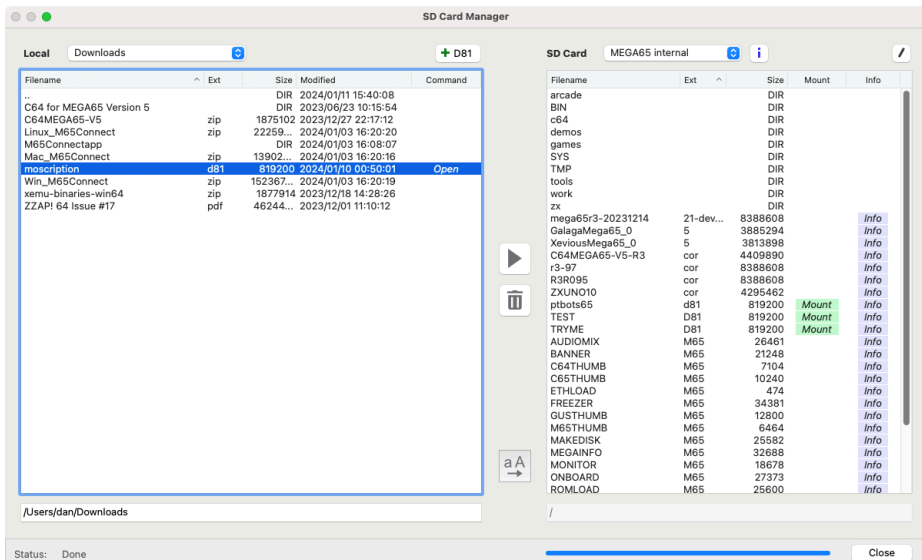 SD Card Manager
Local Downloads + D81
Filename Ext Size Modified Command
.. DIR 2024/01/11 15:40:08
C64 for MEGA65 Version 5 DIR 2023/06/23 10:15:54
C64MEGA65-V5 zip 1875102 2023/12/27 22:17:12
Linux_M65Connect zip 22259... 2024/01/03 16:20:20
M65Connectapp DIR 2024/01/03 16:08:07
Mac_M65Connect zip 13902... 2024/01/03 16:20:16
moscription d81 819200 2024/01/10 00:50:01 Open
Win_M65Connect zip 152367... 2024/01/03 16:20:19
xemu-binaries-win64 zip 1877914 2023/12/18 14:28:26
ZZAP! 64 Issue #17 pdf 46244... 2023/12/01 11:10:12
/Users/dan/Downloads
aA
SD Card MEGA65 internal i
Filename Ext Size Mount Info
arcade DIR
BIN DIR
c64 DIR
demos DIR
games DIR
SYS DIR
TMP DIR
tools DIR
work DIR
zx DIR
mega65r3-20231214 21-dev... 8388608 Info
GalagaMega65_0 5 3885294 Info
XeviousMega65_0 5 3813898 Info
C64MEGA65-V5-R3 cor 4409890 Info
r3-97 cor 8388608 Info
R3R095 cor 8388608 Info
ZXUNO10 cor 4295462 Info
ptbots65 d81 819200 Mount Info
TEST D81 819200 Mount Info
TRYME D81 819200 Mount Info
AUDIOMIX M65 26461 Info
BANNER M65 21248 Info
C64THUMB M65 7104 Info
C65THUMB M65 10240 Info
ETHLOAD M65 474 Info
FREEZER M65 34381 Info
GUSTHUMB M65 12800 Info
M65THUMB M65 6464 Info
MAKEDISK M65 25582 Info
MEGAINFO M65 32688 Info
MONITOR M65 18678 Info
ONBOARD M65 27373 Info
ROMLOAD M65 25600 Info
/
Status: Done
Close